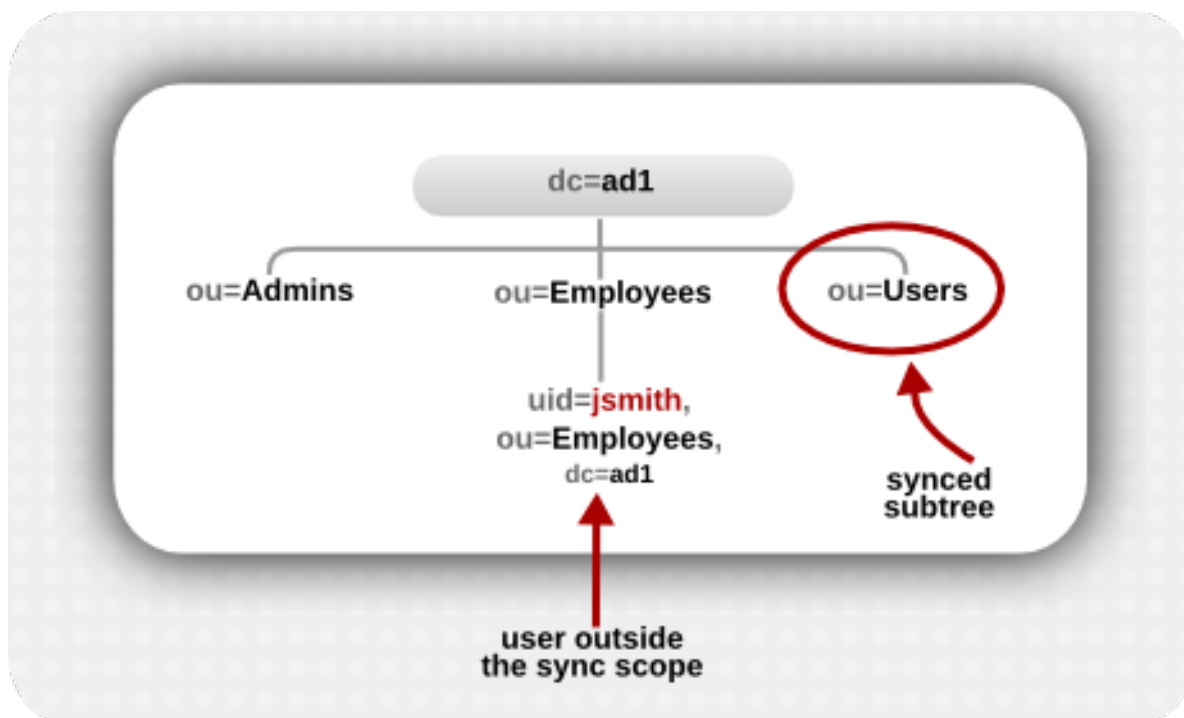 dc=ad1
ou=Admins
ou=Employees
ou=Users
uid=jsmith,
ou=Employees,
dc=ad1
synced
subtree
user outside
the sync scope